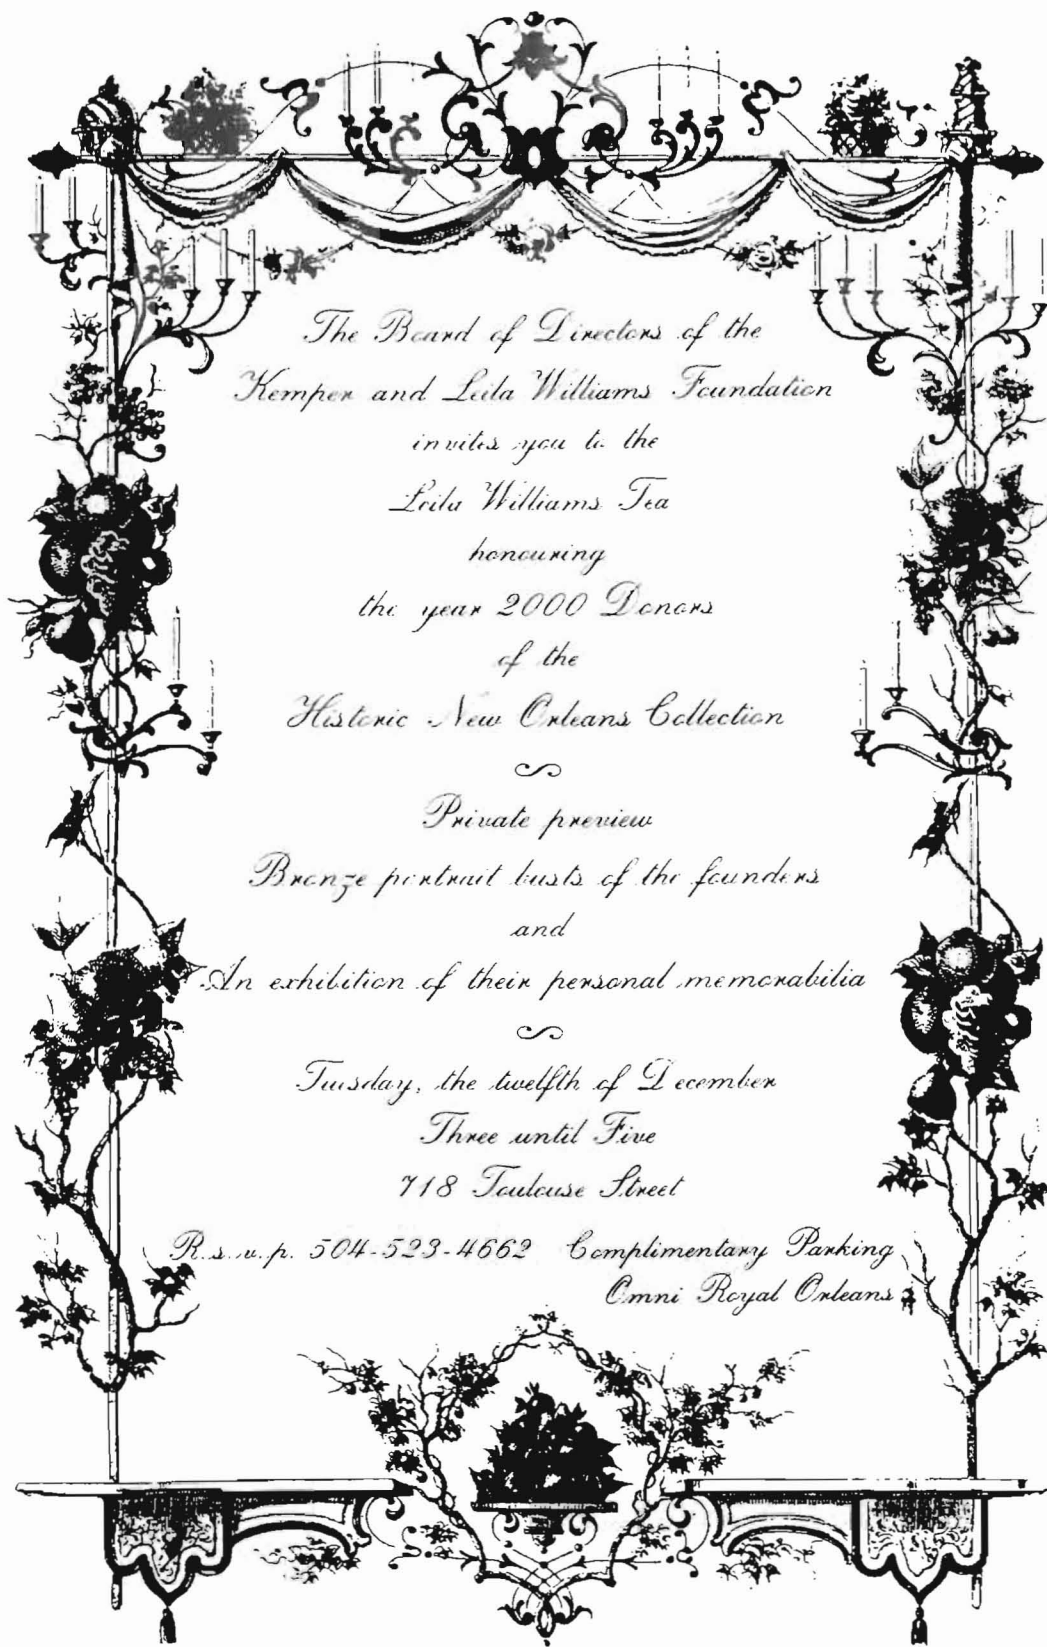 The Board of Directors of the
Kemper and Leila Williams Foundation
invites you to the
Leila Williams Tea
honouring
the year 2000 Donors
of the
Historic New Orleans Collection
Private preview
Bronze portrait busts of the founders
and
An exhibition of their personal memorabilia
Tuesday, the twelfth of December
Three until Five
718 Toulouse Street
R.s.v.p. 504-523-4662 Complimentary Parking
Omni Royal Orleans